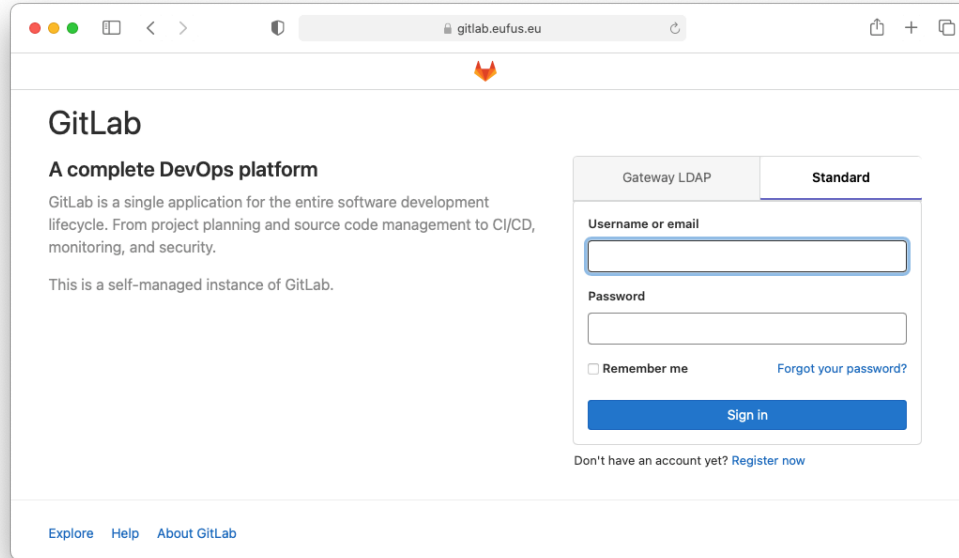 gitlab.eufus.eu
GitLab
A complete DevOps platform
GitLab is a single application for the entire software development
lifecycle. From project planning and source code management to CI/CD,
monitoring, and security.
This is a self-managed instance of GitLab.
Gateway LDAP
Standard
Username or email
Password
Remember me
Forgot your password?
Sign in
Don't have an account yet? Register now
Explore
Help
About GitLab